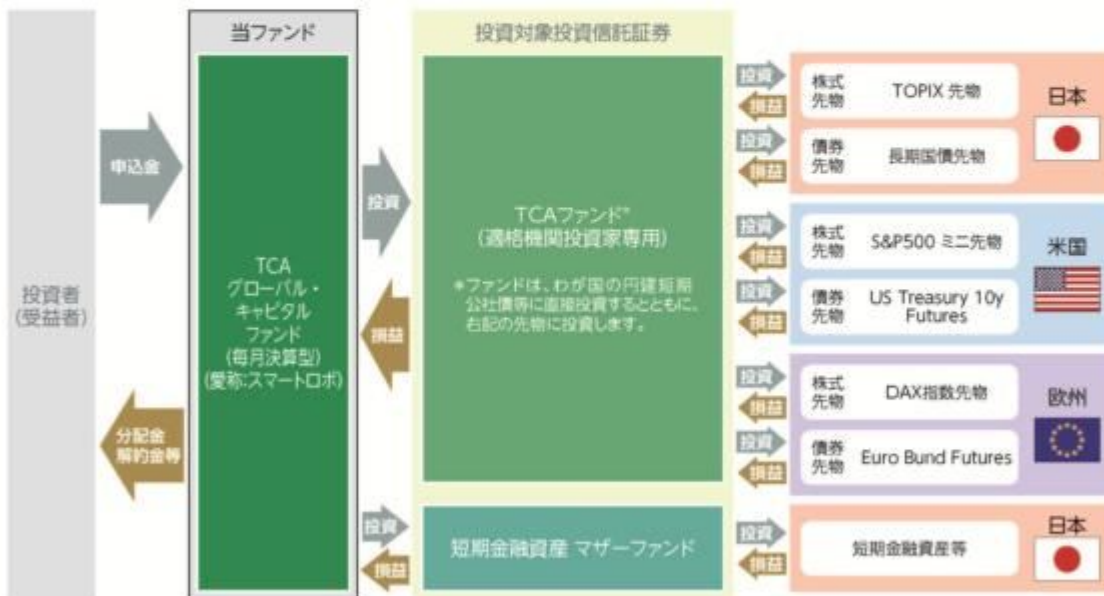 当ファンド
投資対象投資信託証券
投資者
(受益者)
申込金
分配金
解約金等
TCA
グローバル・
キャピタル
ファンド
(毎月決算型)
(愛称:スマートロボ)
投資
損益
投資
損益
TCAファンド*
(適格機関投資家専用)
*ファンドは、わが国の円建短期
公社債等に直接投資するとともに、
右記の先物に投資します。
短期金融資産 マザーファンド
投資
損益
株式
先物
TOPIX 先物
日本
投資
損益
債券
先物
長期国債先物
投資
損益
株式
先物
S&P500 ミニ先物
米国
投資
損益
債券
先物
US Treasury 10y
Futures
投資
損益
株式
先物
DAX指数先物
欧州
投資
損益
債券
先物
Euro Bund Futures
投資
損益
短期金融資産等
日本